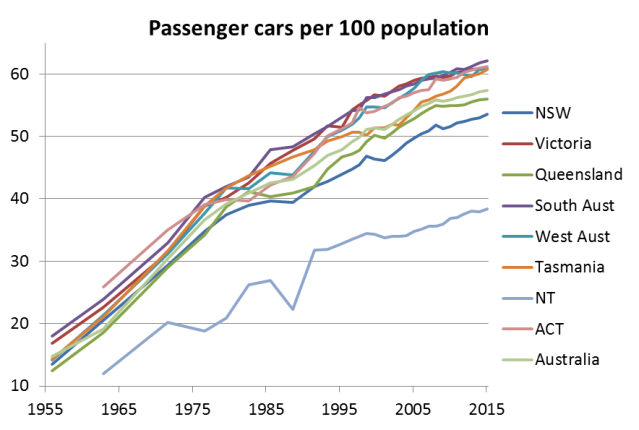 Passenger cars per 100 population
60
50
40
30
20
10
1955 1965 1975 1985 1995 2005 2015
NSW
Victoria
Queensland
South Aust
West Aust
Tasmania
NT
ACT
Australia